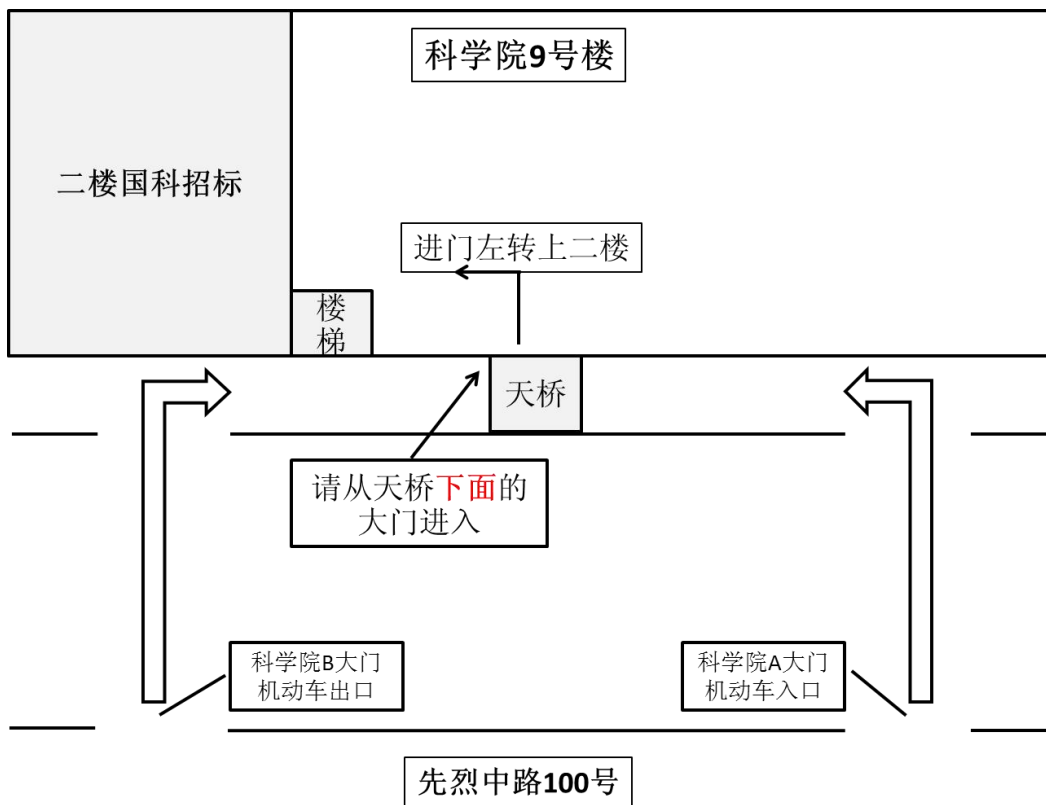 科学院9号楼
二楼国科招标
进门左转上二楼
楼
梯
天桥
请从天桥下面的
大门进入
科学院B大门
机动车出口
科学院A大门
机动车入口
先烈中路100号